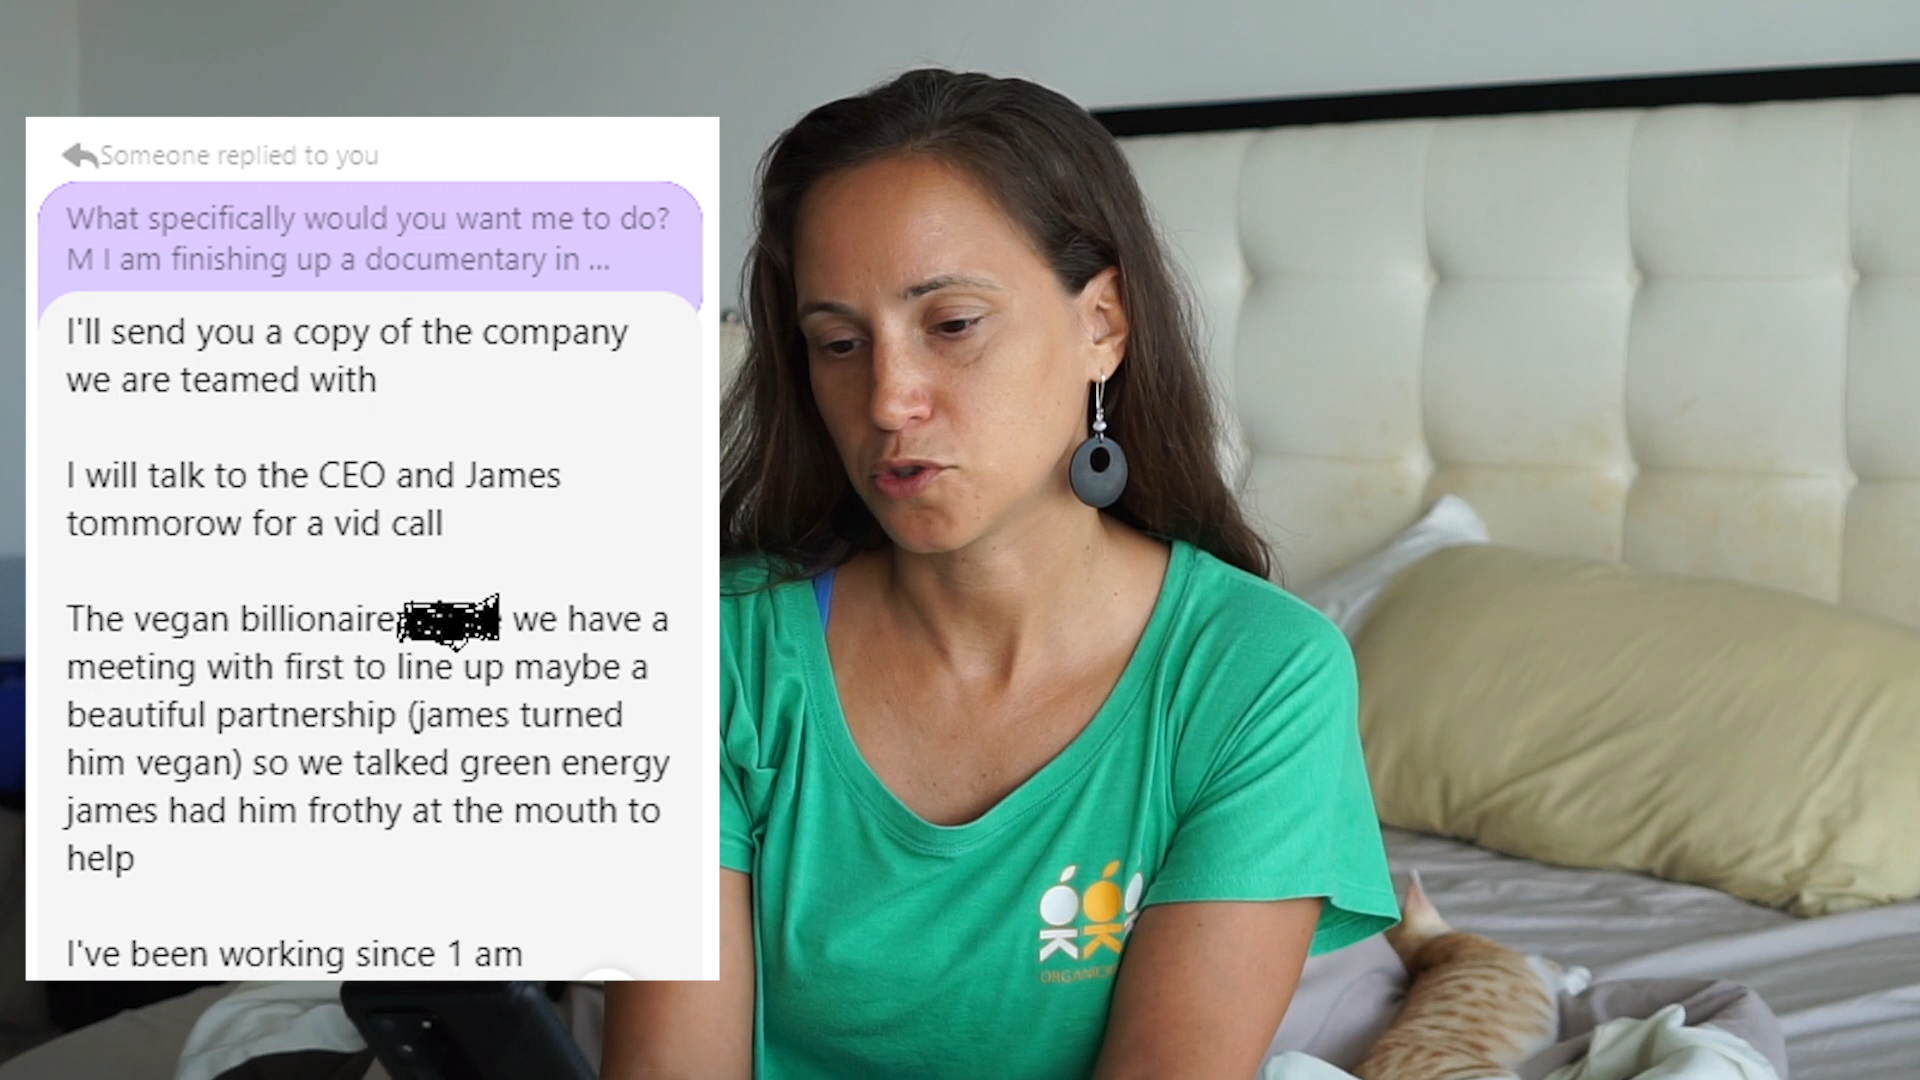 Someone replied to you
What specifically would you want me to do?
M I am finishing up a documentary in ...
I'll send you a copy of the company
we are teamed with
I will talk to the CEO and James
tommorow for a vid call
The vegan billionaire we have a
meeting with first to line up maybe a
beautiful partnership (james turned
him vegan) so we talked green energy
james had him frothy at the mouth to
help
I've been working since 1 am
OK OK